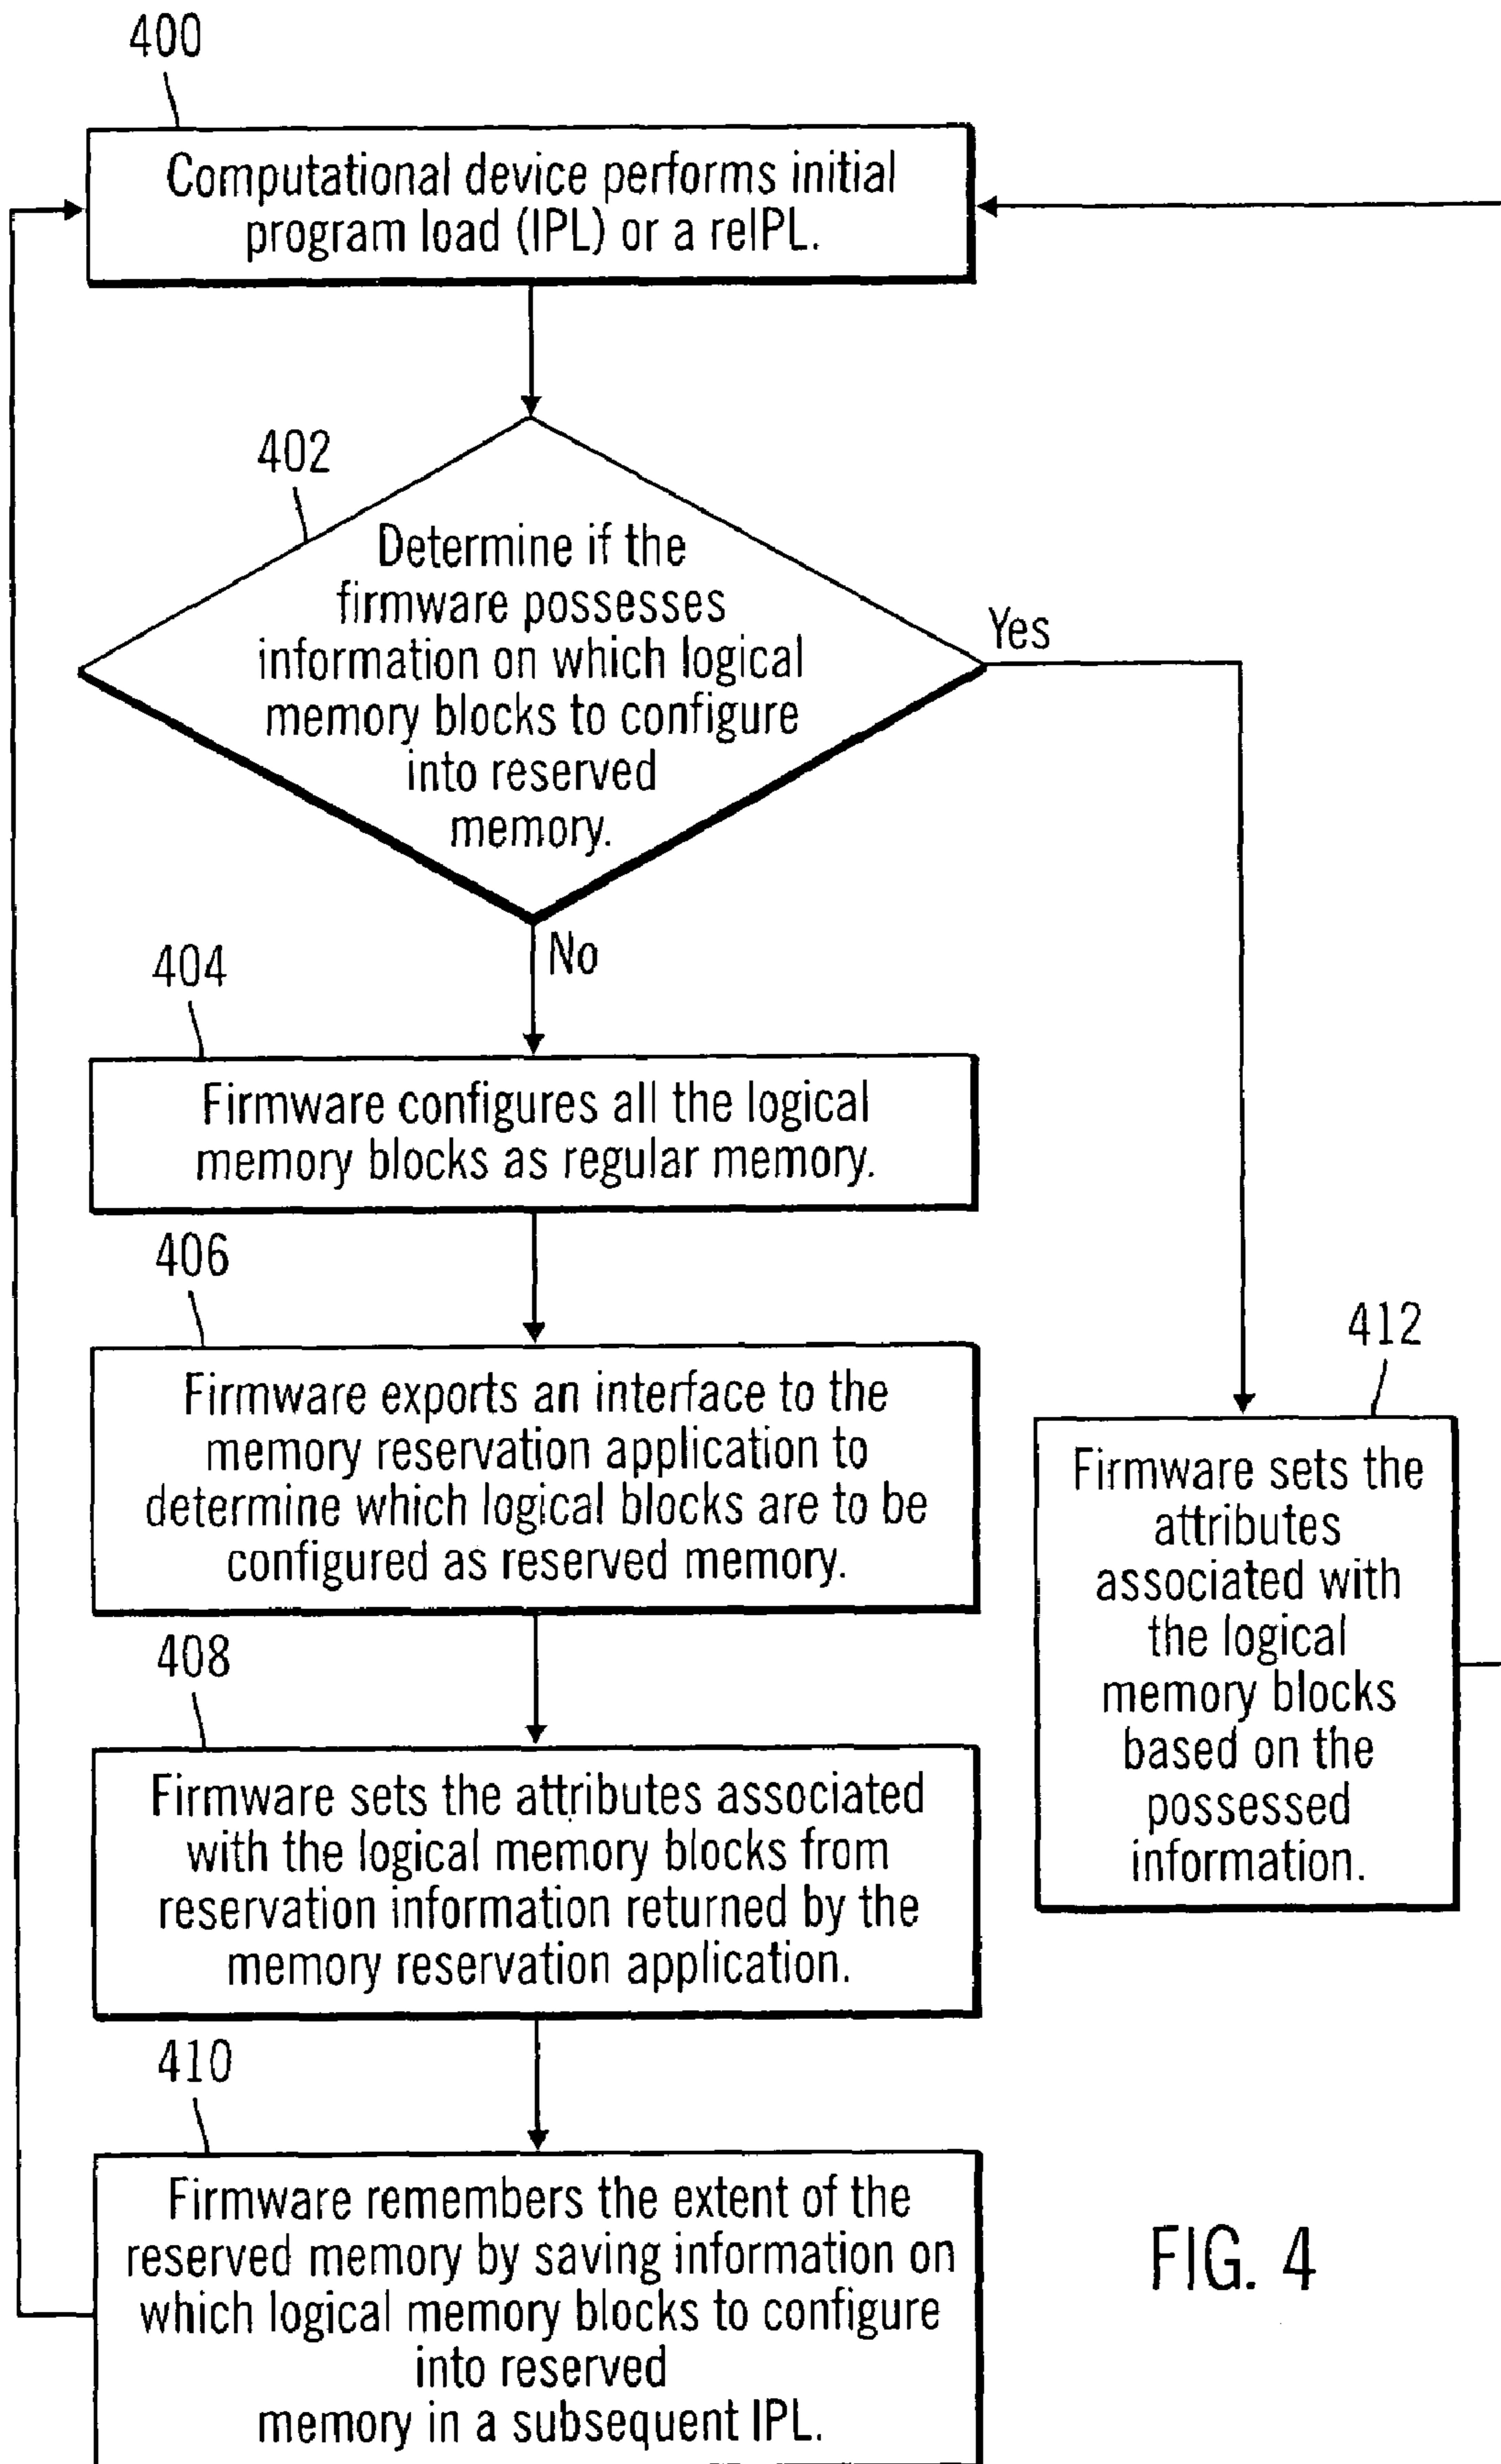 400
Computational device performs initial
program load (IPL) or a reIPL.
402
Determine if the
firmware possesses
information on which logical
memory blocks to configure
into reserved
memory.
Yes
No
404
Firmware configures all the logical
memory blocks as regular memory.
406
Firmware exports an interface to the
memory reservation application to
determine which logical blocks are to be
configured as reserved memory.
412
Firmware sets the
attributes
associated with
the logical
memory blocks
based on the
possessed
information.
408
Firmware sets the attributes associated
with the logical memory blocks from
reservation information returned by the
memory reservation application.
410
Firmware remembers the extent of the
reserved memory by saving information on
which logical memory blocks to configure
into reserved
memory in a subsequent IPL.
FIG. 4